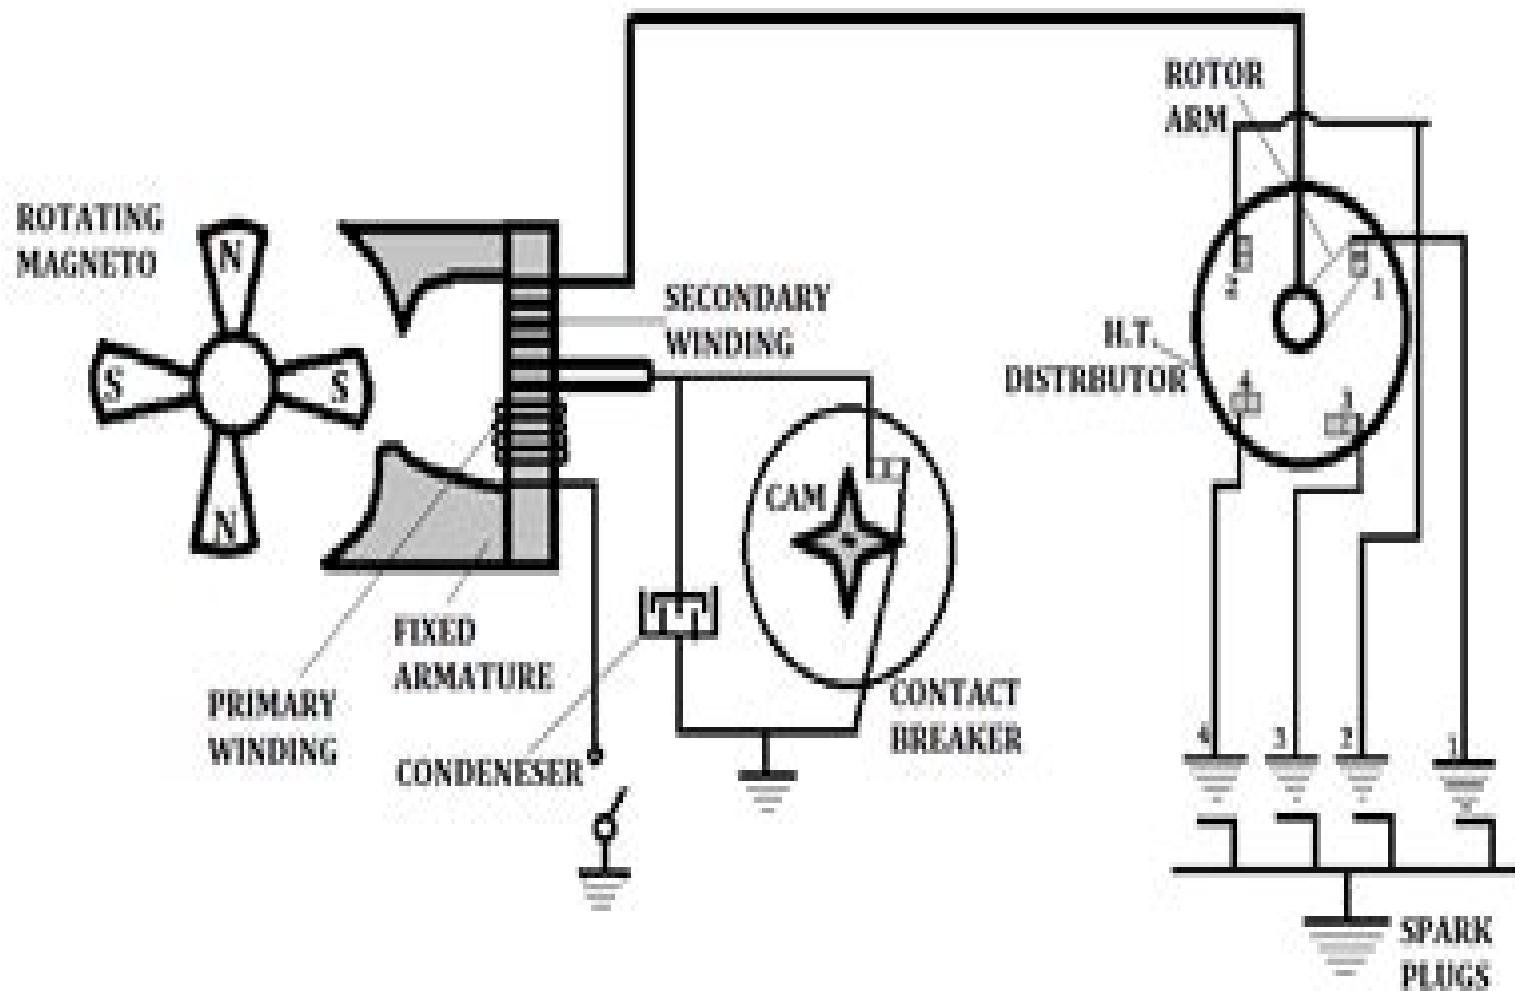 ROTOR
ARM
ROTATING
MAGNETO
N
S
S
N
SECONDARY
WINDING
H.T.
DISTRBUTOR
1
4
3
CAM
FIXED
ARMATURE
PRIMARY
WINDING
CONDENESER
CONTACT
BREAKER
4
3
2
1
SPARK
PLUGS